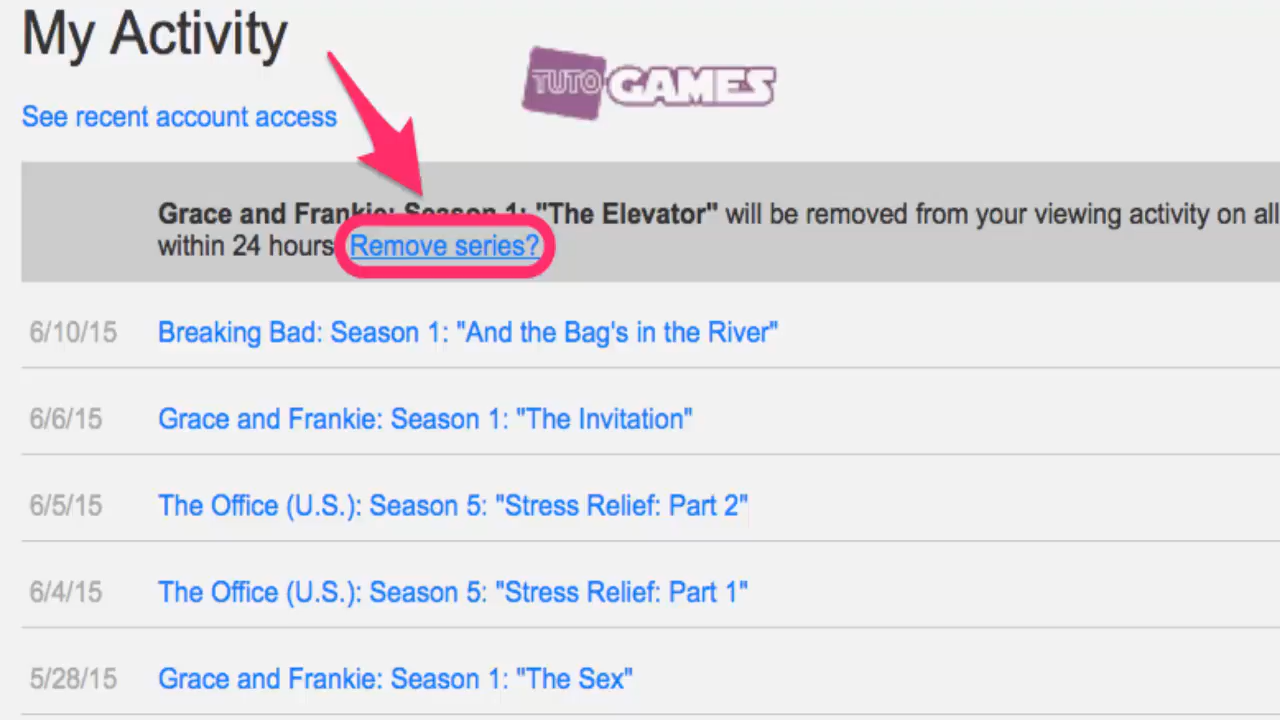 My Activity
TUTO GAMES
See recent account access
Grace and Frankie: Season 1: "The Elevator" will be removed from your viewing activity on all
within 24 hours Remove series?
6/10/15 Breaking Bad: Season 1: "And the Bag's in the River"
6/6/15 Grace and Frankie: Season 1: "The Invitation"
6/5/15 The Office (U.S.): Season 5: "Stress Relief: Part 2"
6/4/15 The Office (U.S.): Season 5: "Stress Relief: Part 1"
5/28/15 Grace and Frankie: Season 1: "The Sex"